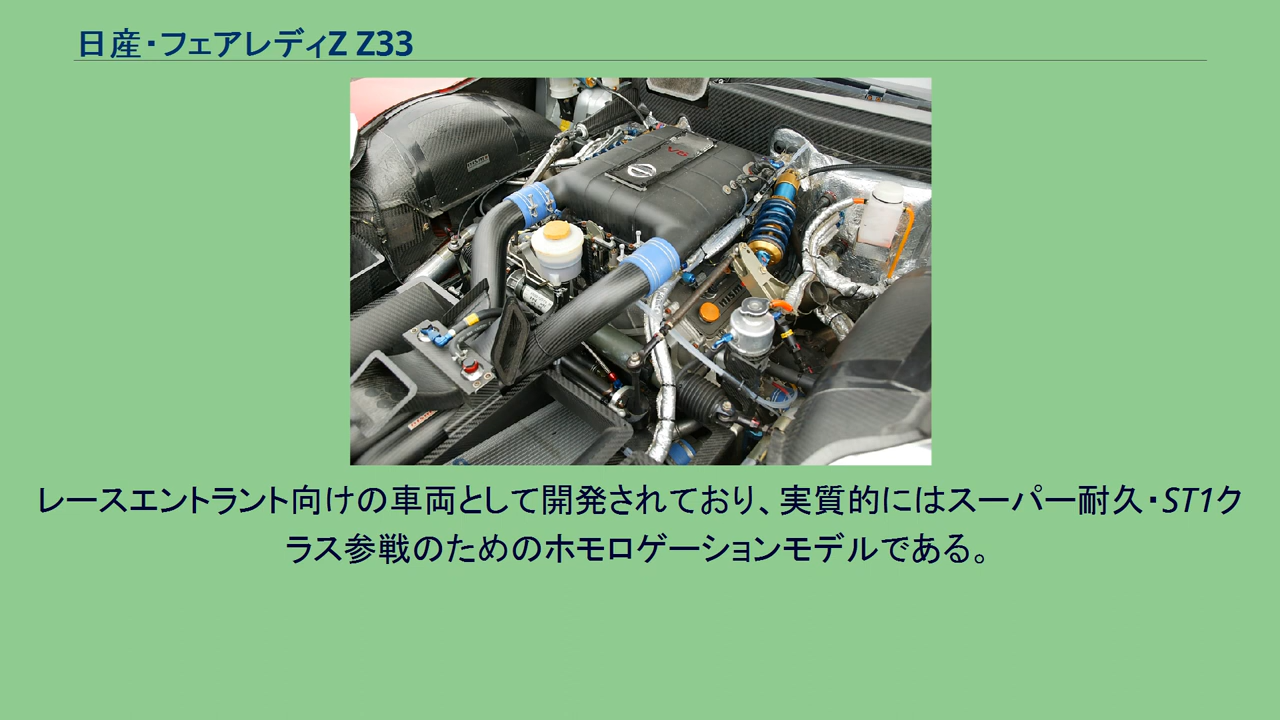 日産・フェアレディZ Z33
V6
nismo
レースエントラント向けの車両として開発されており、実質的にはスーパー耐久・ST1ク
ラス参戦のためのホモロゲーションモデルである。